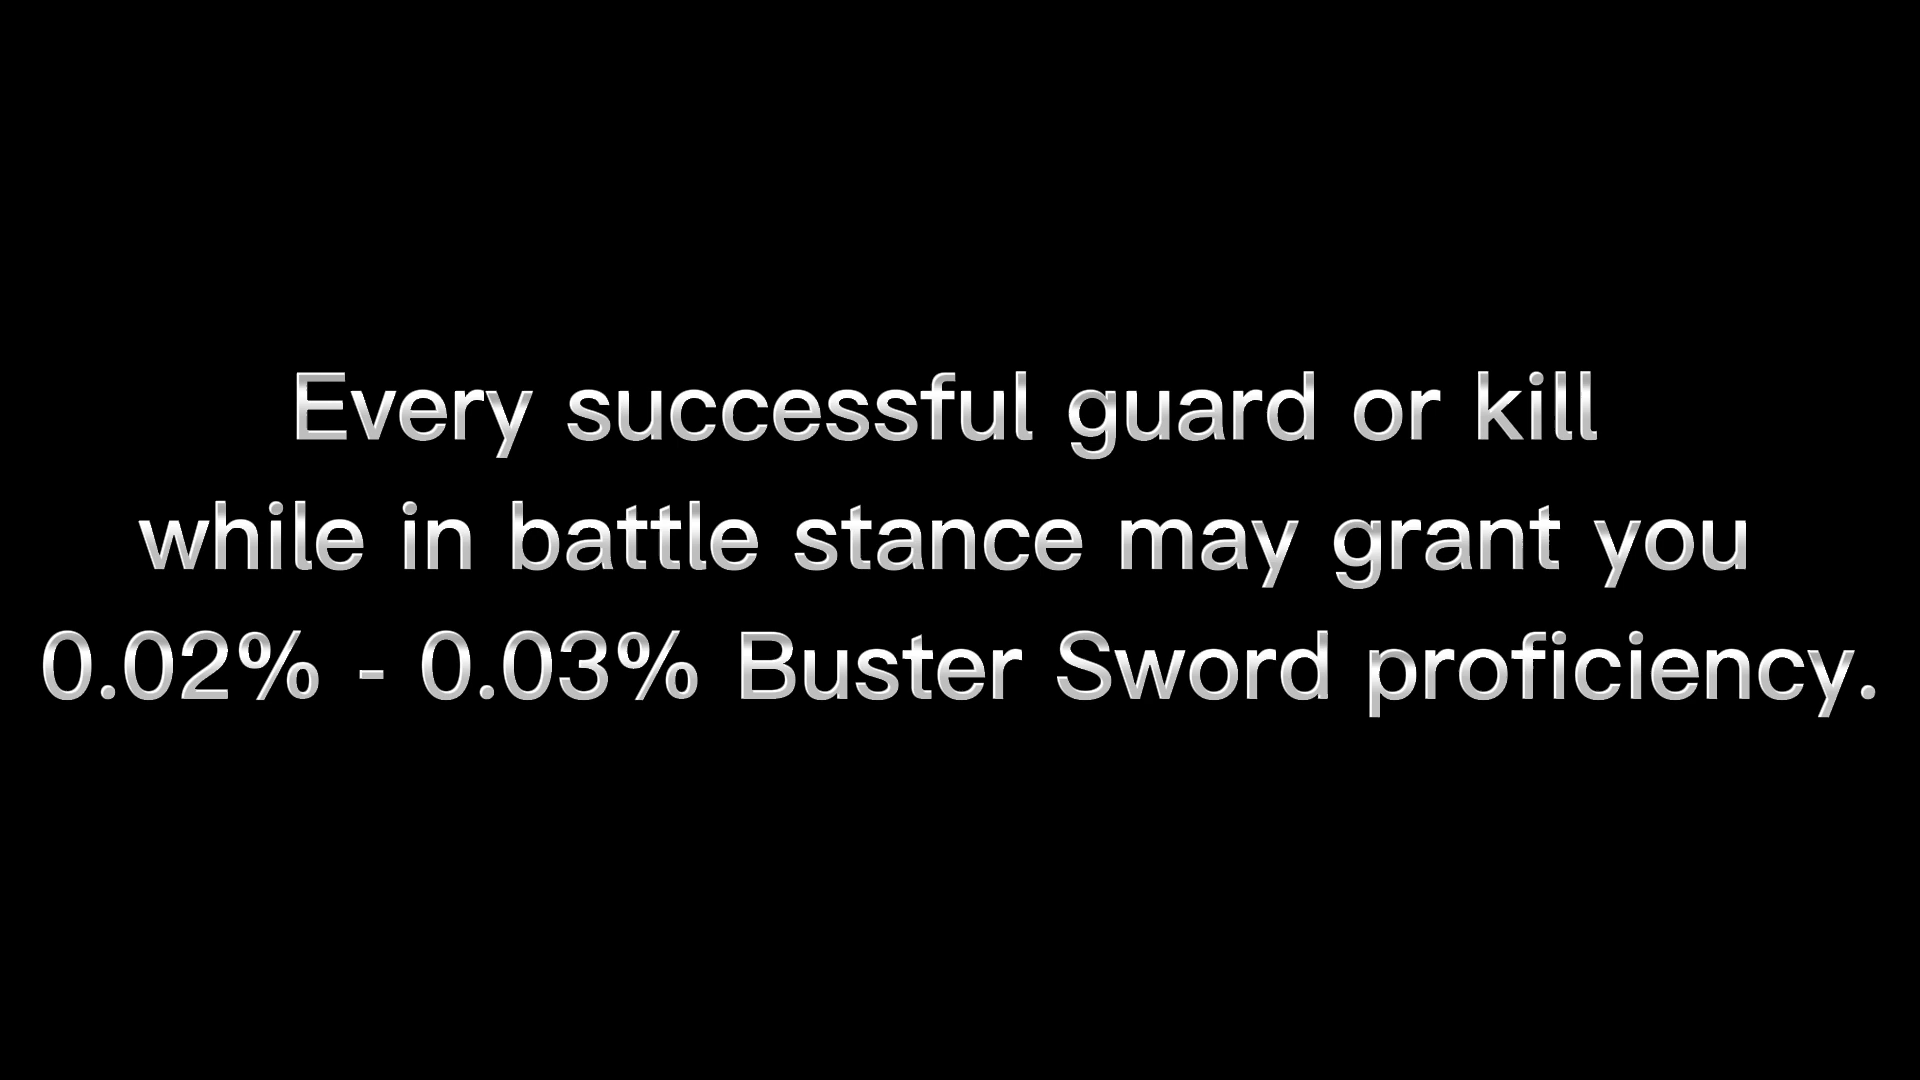 Every successful guard or kill
while in battle stance may grant you
0.02% - 0.03% Buster Sword proficiency.